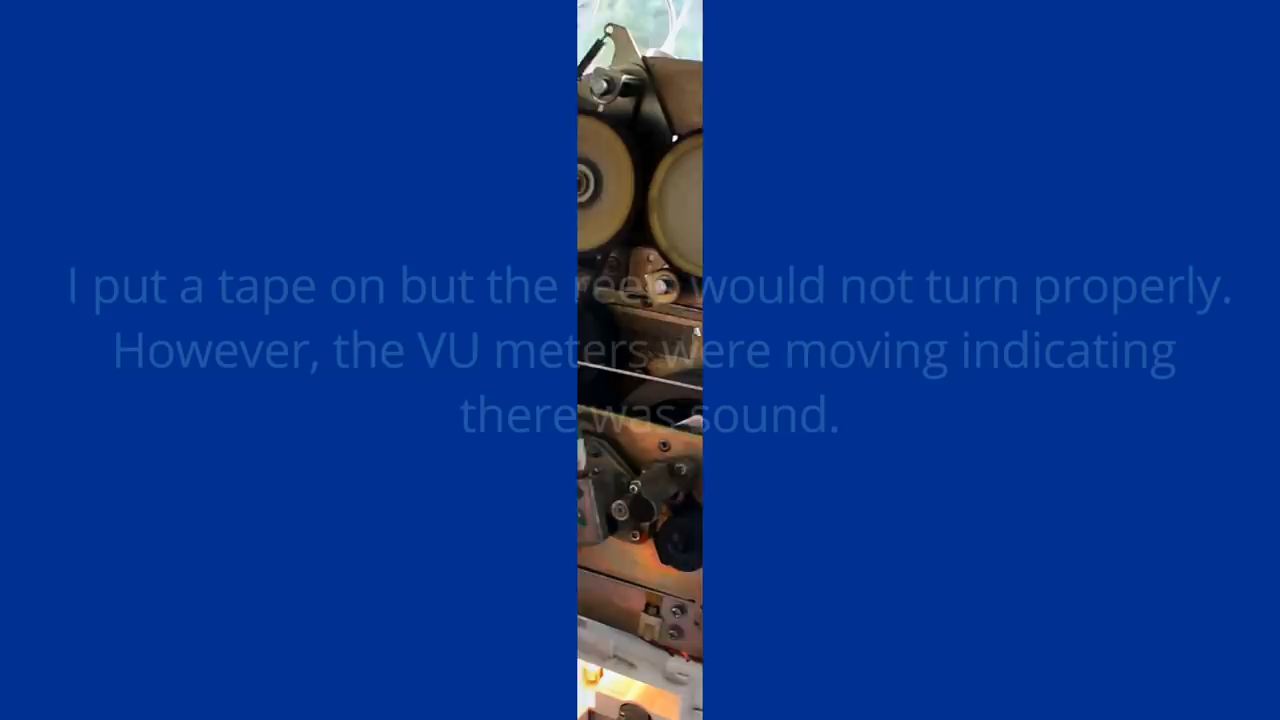 I put a tape on but the reels would not turn properly.
However, the VU meters were moving indicating
there was sound.